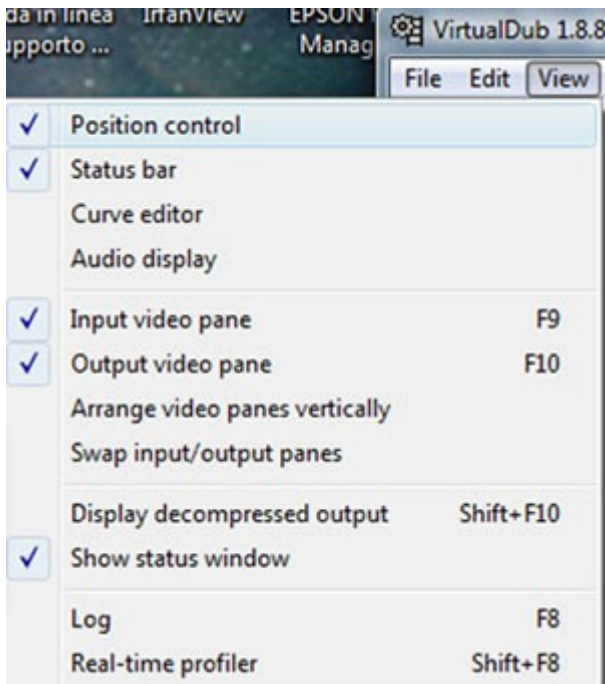 da in linea IrfanView EPSON
upporto ... Manag
VirtualDub 1.8.8
File Edit View
Position control
Status bar
Curve editor
Audio display
Input video pane F9
Output video pane F10
Arrange video panes vertically
Swap input/output panes
Display decompressed output Shift+F10
Show status window
Log F8
Real-time profiler Shift+F8